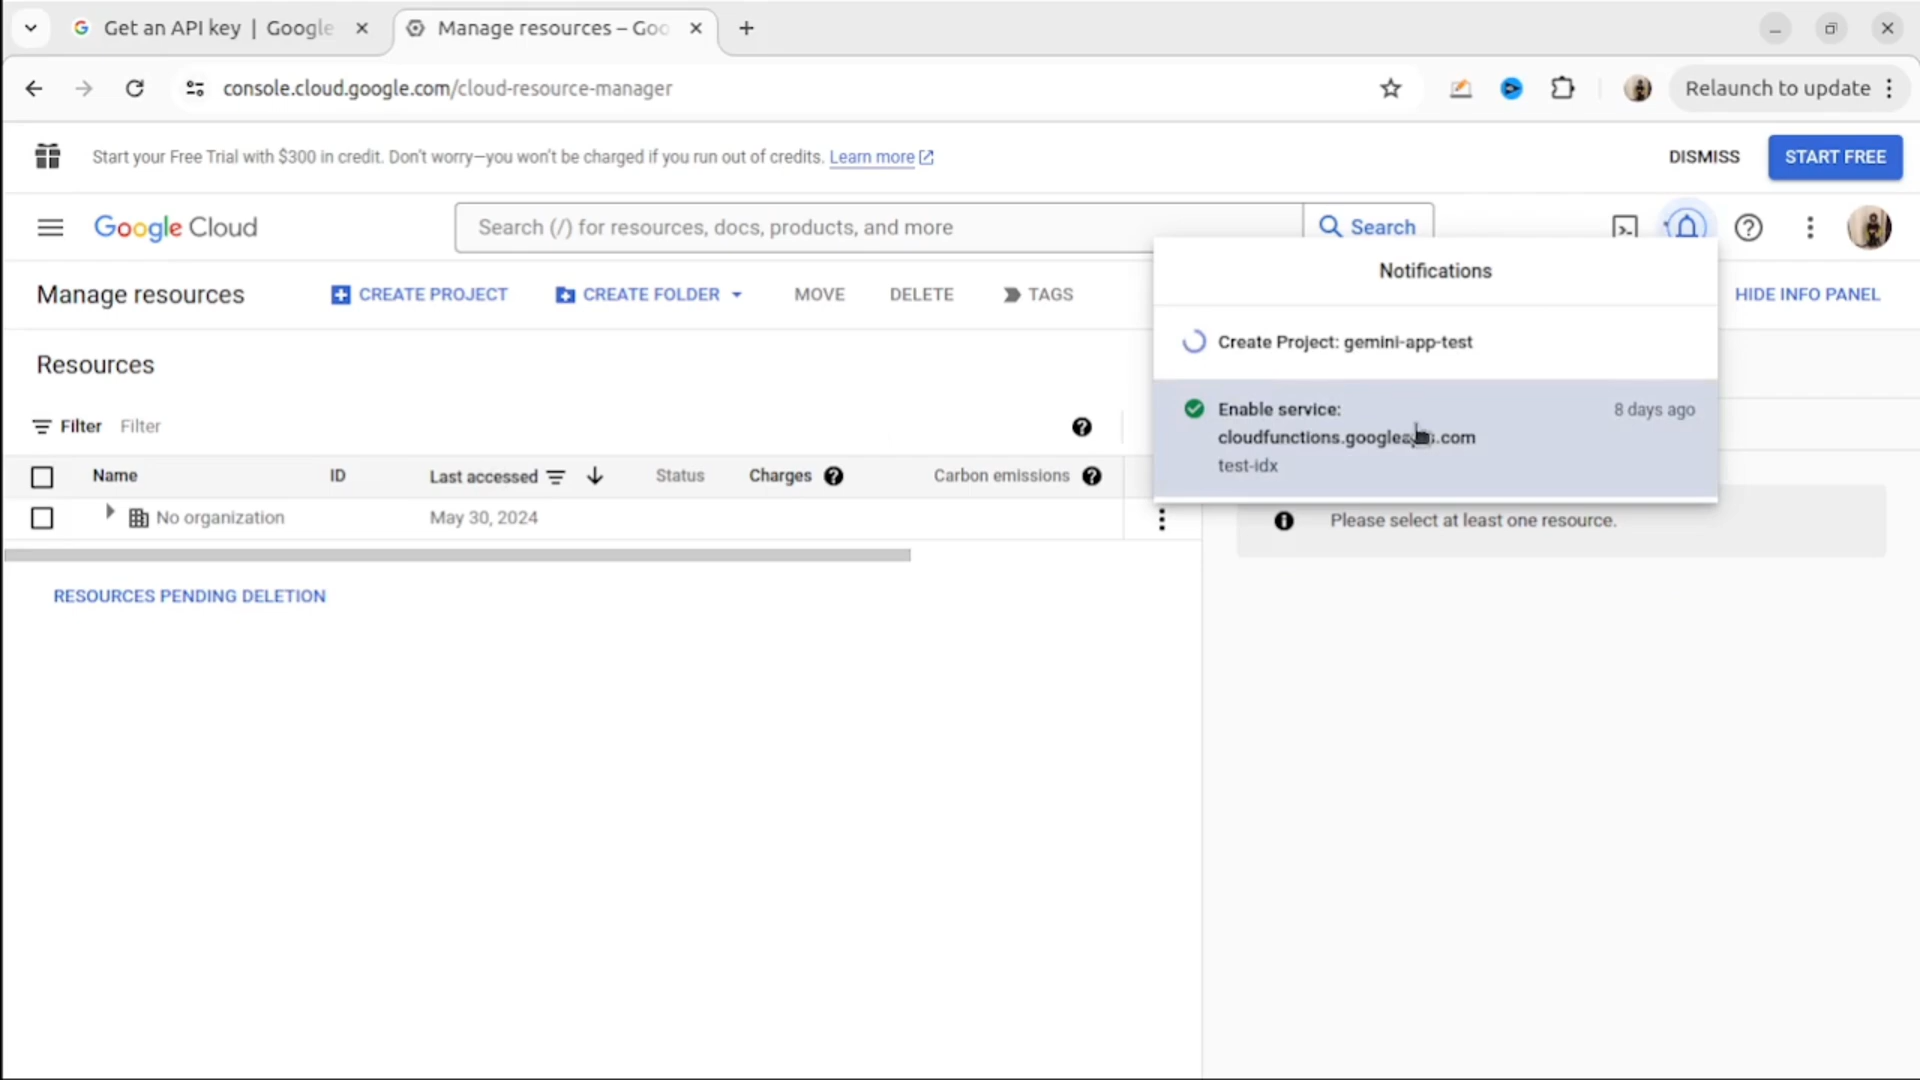 Get an API key | Google
Manage resources – Goo
console.cloud.google.com/cloud-resource-manager
Relaunch to update
Start your Free Trial with $300 in credit. Don't worry—you won't be charged if you run out of credits. Learn more
DISMISS
START FREE
Google Cloud
Search (/) for resources, docs, products, and more
Search
Manage resources
CREATE PROJECT
CREATE FOLDER
MOVE
DELETE
TAGS
HIDE INFO PANEL
Notifications
Create Project: gemini-app-test
Enable service:
8 days ago
cloudfunctions.googleapis.com
test-idx
Resources
Filter Filter
Name ID Last accessed Status Charges Carbon emissions
No organization May 30, 2024
Please select at least one resource.
RESOURCES PENDING DELETION